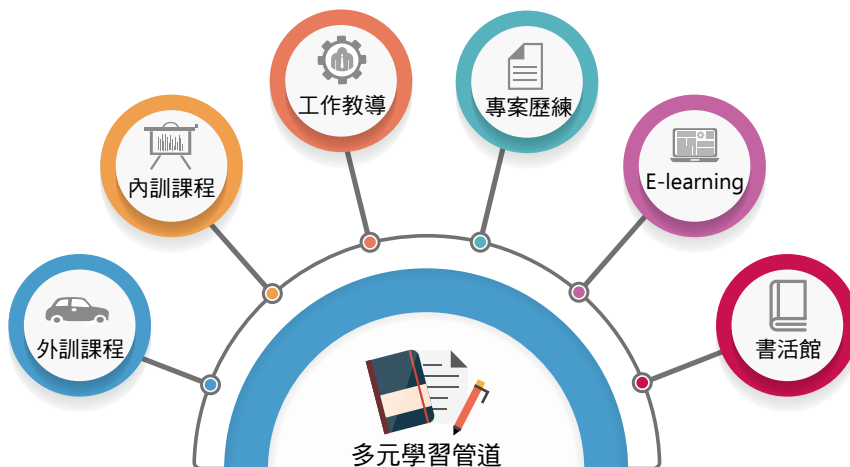 外訓課程
內訓課程
工作教導
專案歷練
E-learning
書活館
多元學習管道